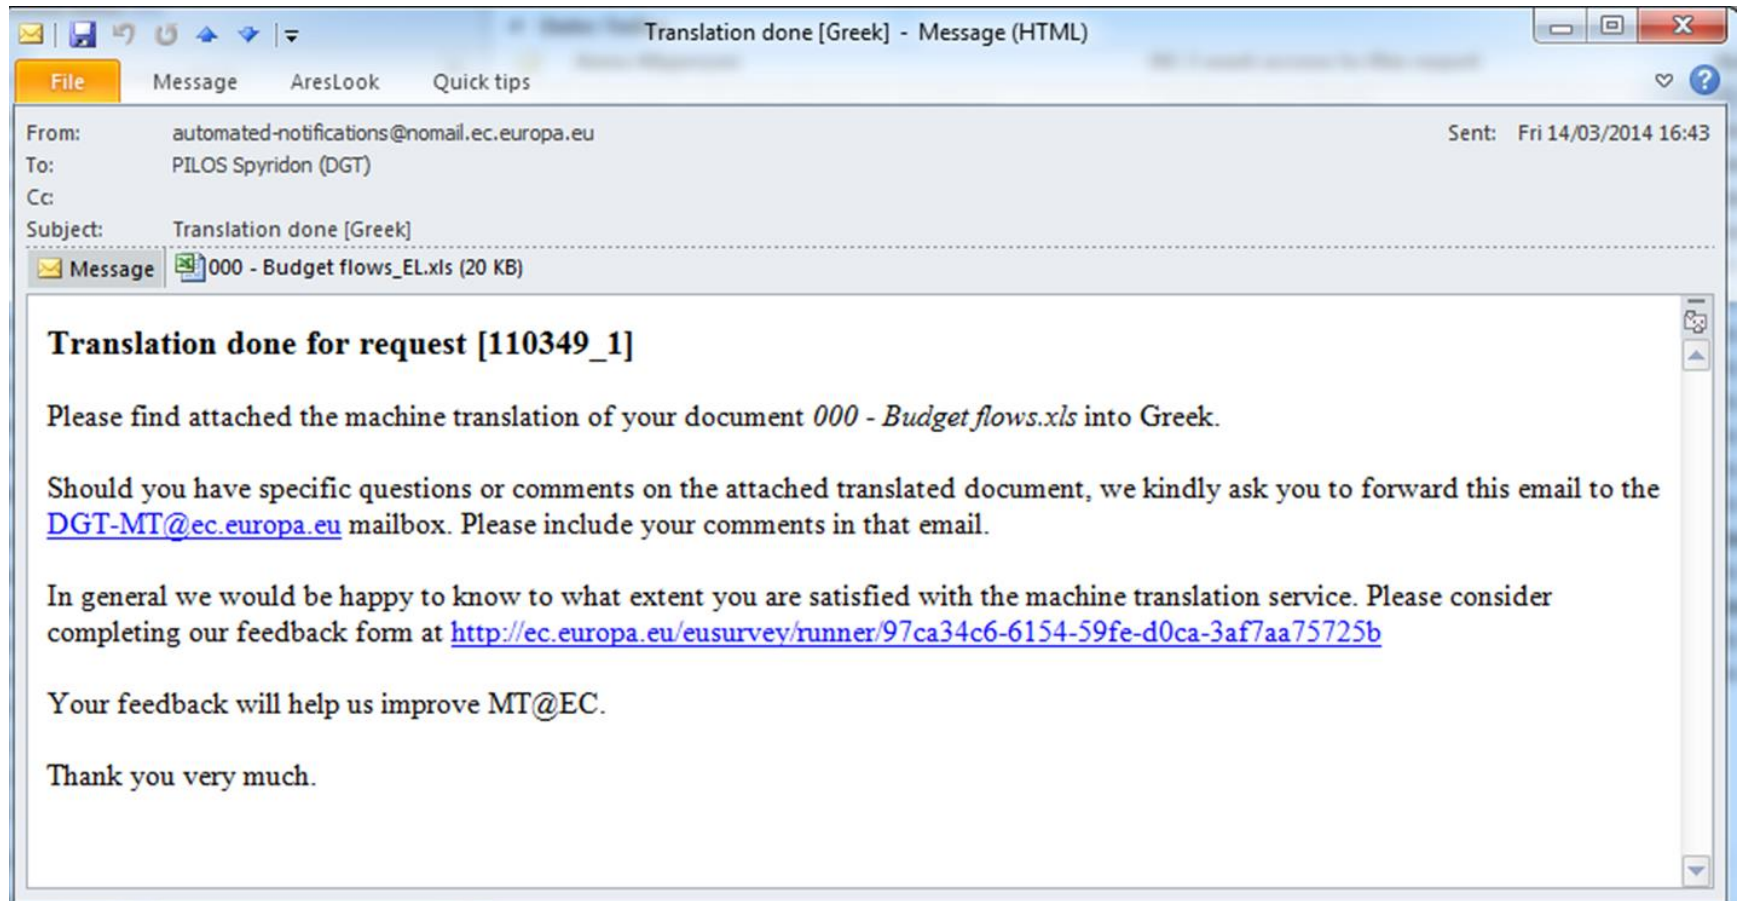 Translation done [Greek] - Message (HTML)
File Message AresLook Quick tips
From: automated-notifications@nomail.ec.europa.eu Sent: Fri 14/03/2014 16:43
To: PILOS Spyridon (DGT)
Cc:
Subject: Translation done [Greek]
Message 000 - Budget flows_EL.xls (20 KB)
Translation done for request [110349_1]
Please find attached the machine translation of your document 000 - Budget flows.xls into Greek.
Should you have specific questions or comments on the attached translated document, we kindly ask you to forward this email to the
DGT-MT@ec.europa.eu mailbox. Please include your comments in that email.
In general we would be happy to know to what extent you are satisfied with the machine translation service. Please consider
completing our feedback form at http://ec.europa.eu/eusurvey/runner/97ca34c6-6154-59fe-d0ca-3af7aa75725b
Your feedback will help us improve MT@EC.
Thank you very much.